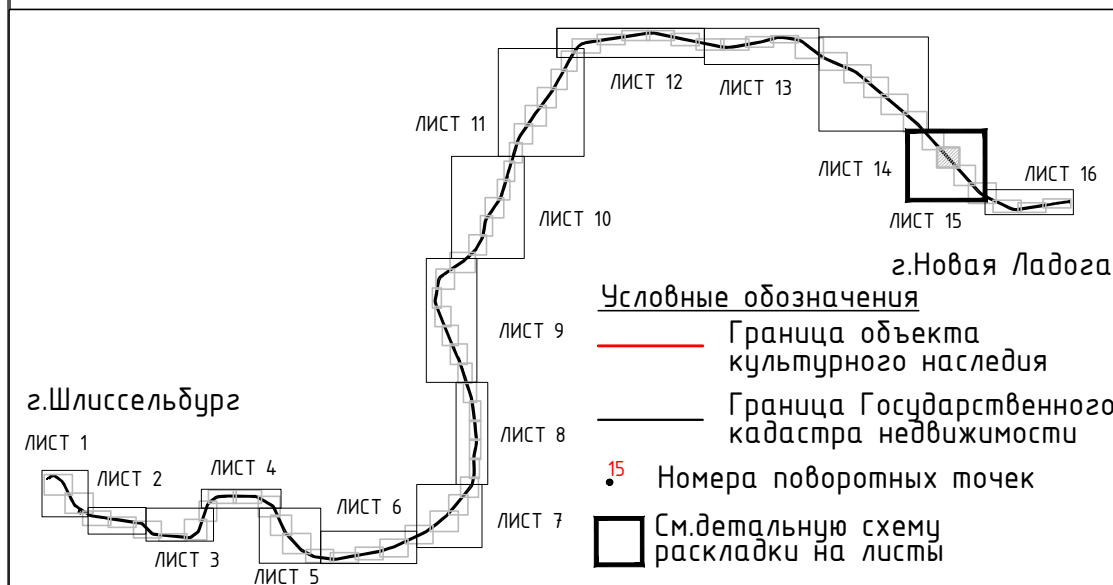 ЛИСТ 12
ЛИСТ 13
ЛИСТ 11
ЛИСТ 14
ЛИСТ 16
ЛИСТ 10
ЛИСТ 15
г.Новая Ладога
Условные обозначения
Граница объекта
культурного наследия
ЛИСТ 9
г.Шлиссельбург
Граница Государственного
кадастра недвижимости
ЛИСТ 8
ЛИСТ 1
ЛИСТ 2
ЛИСТ 4
15
Номера поворотных точек
ЛИСТ 6
ЛИСТ 7
См.детальную схему
раскладки на листы
ЛИСТ 3
ЛИСТ 5